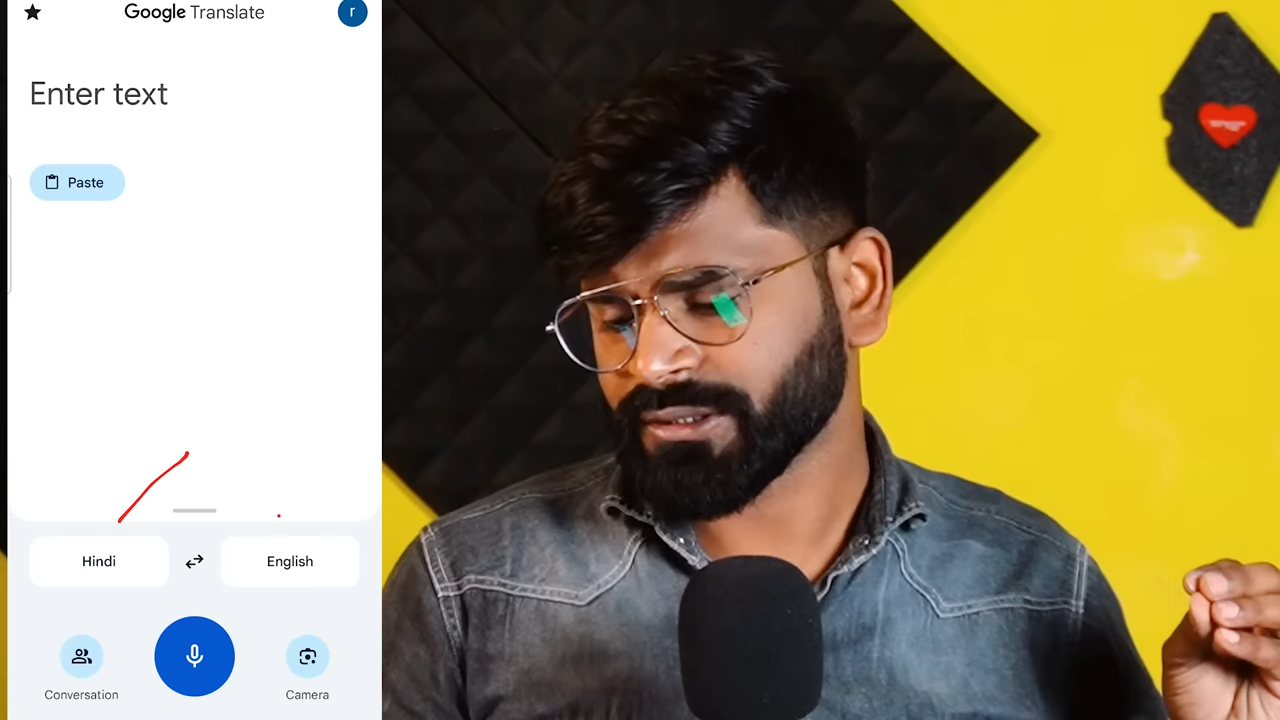 Google Translate
r
Enter text
Paste
Hindi
English
Conversation
Camera